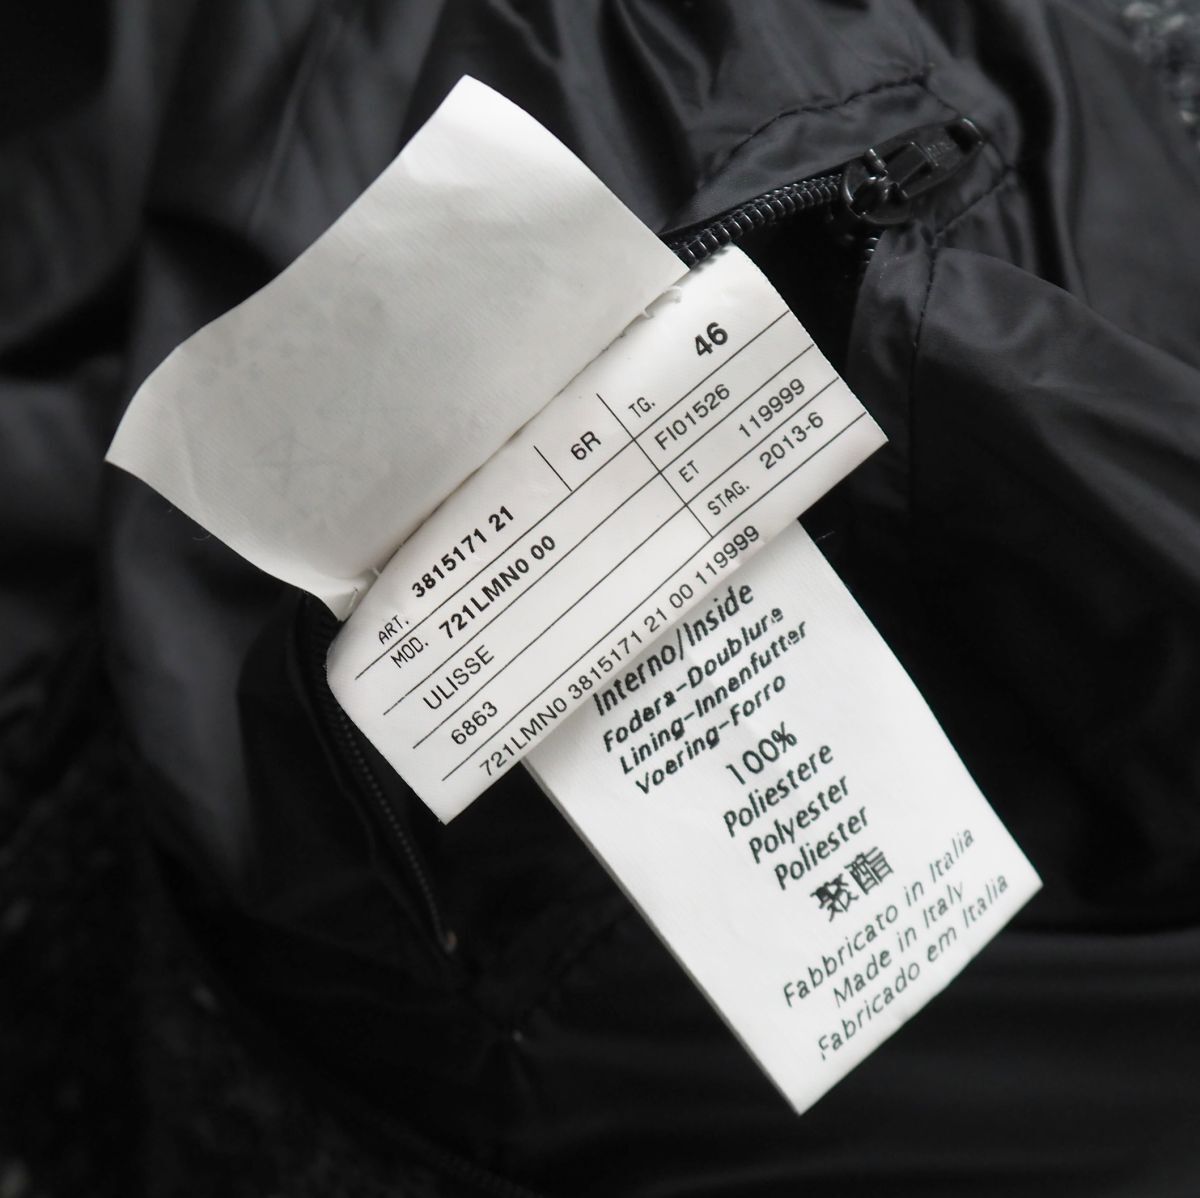 ART. 3815171 21 6R TG. 46
MOD. 721LMN0 00 FI01526
ULISSE ET 119999
6863 STAG. 2013-6
721LMN0 3815171 21 00 119999
Interno/Inside
Fodera-Doublure
Lining-Innenfutter
Voering-Forro
100%
Poliestere
Polyester
Poliester
聚酯
Fabbricato in Italia
Made in Italy
Fabricado em Italia